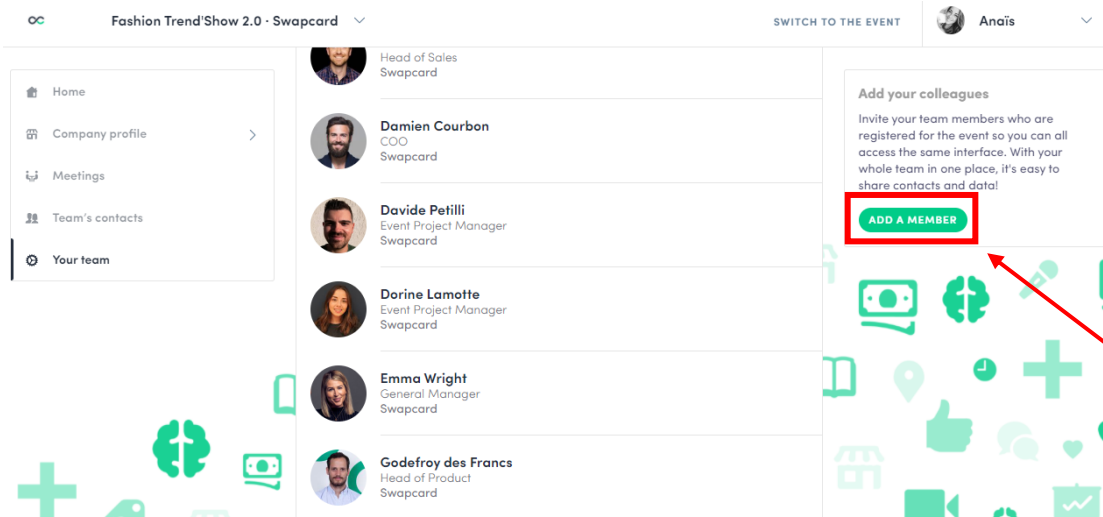 Fashion Trend'Show 2.0 · Swapcard
SWITCH TO THE EVENT
Anaïs
Home
Company profile
Meetings
Team's contacts
Your team
Head of Sales
Swapcard
Damien Courbon
COO
Swapcard
Davide Petilli
Event Project Manager
Swapcard
Dorine Lamotte
Event Project Manager
Swapcard
Emma Wright
General Manager
Swapcard
Godefroy des Francs
Head of Product
Swapcard
Add your colleagues
Invite your team members who are
registered for the event so you can all
access the same interface. With your
whole team in one place, it's easy to
share contacts and data!
ADD A MEMBER